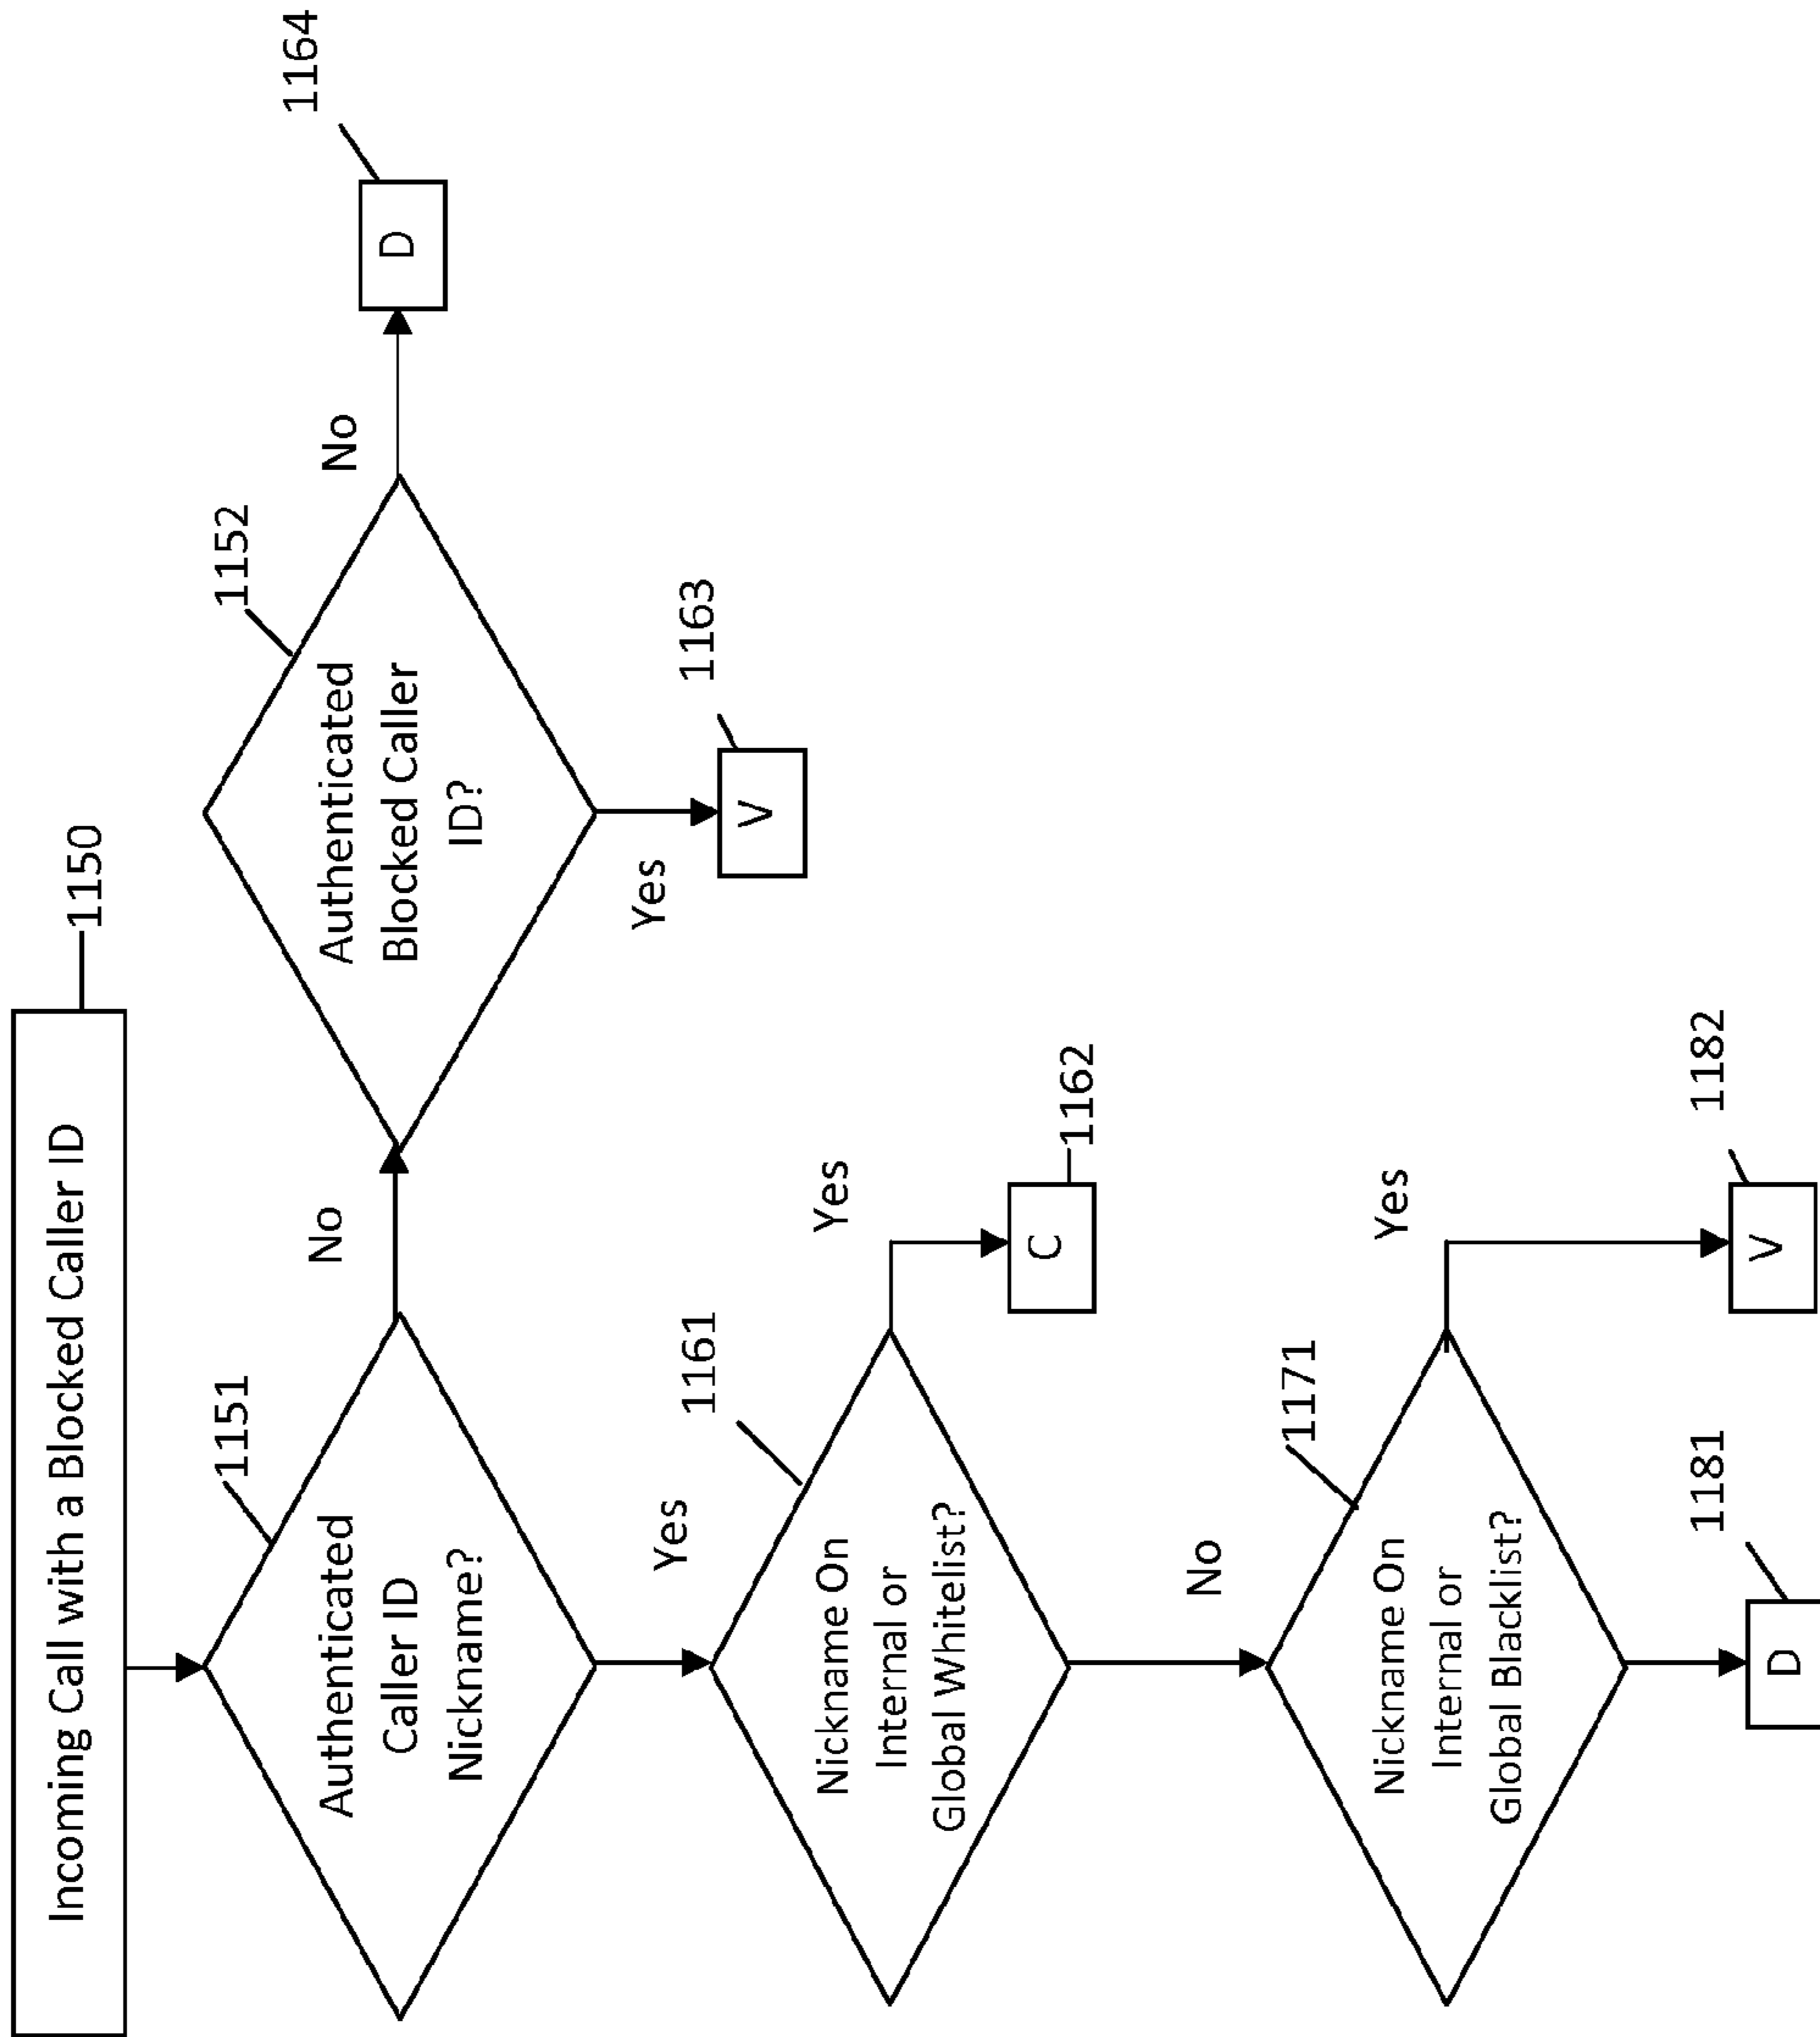 Incoming Call with a Blocked Caller ID
1150
1151
Authenticated
Caller ID
Nickname?
No
1152
Authenticated
Blocked Caller
ID?
No
1164
D
Yes
1163
V
Yes
1161
Nickname On
Internal or
Global Whitelist?
Yes
C
1162
No
1171
Nickname On
Internal or
Global Blacklist?
Yes
1182
V
1181
D